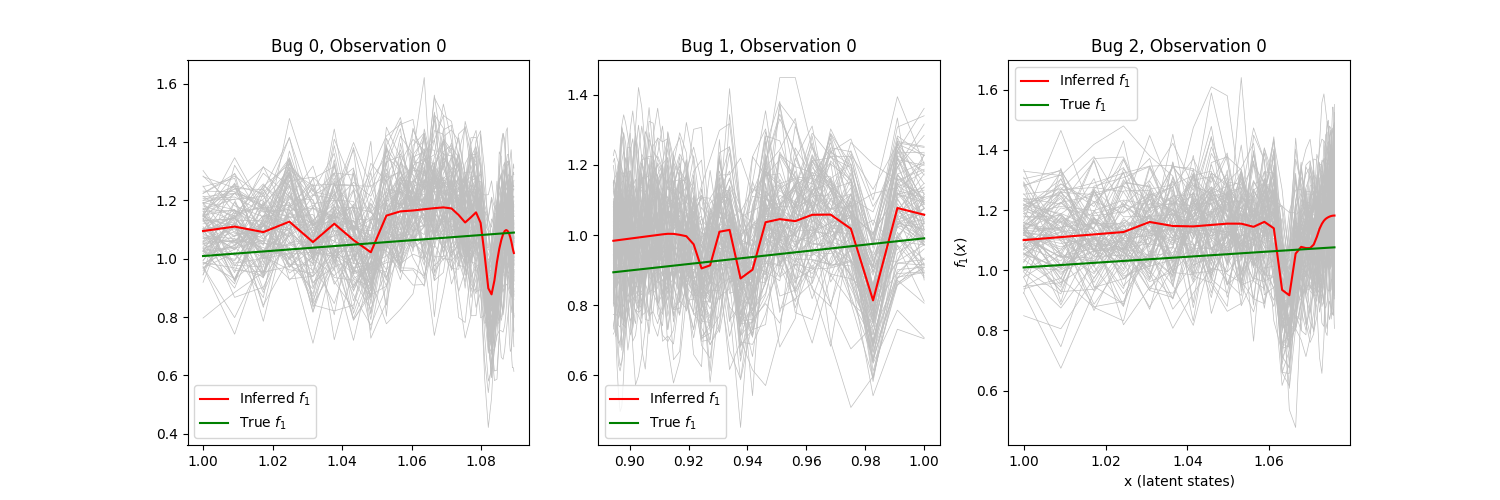 Bug 0, Observation 0
1.6
1.4
1.2
1.0
0.8
0.6
0.4
Inferred f₁
True f₁
1.00 1.02 1.04 1.06 1.08
Bug 1, Observation 0
1.4
1.2
1.0
0.8
0.6
Inferred f₁
True f₁
0.90 0.92 0.94 0.96 0.98 1.00
Bug 2, Observation 0
f₁(x)
1.6
1.4
1.2
1.0
0.8
0.6
Inferred f₁
True f₁
1.00 1.02 1.04 1.06
x (latent states)